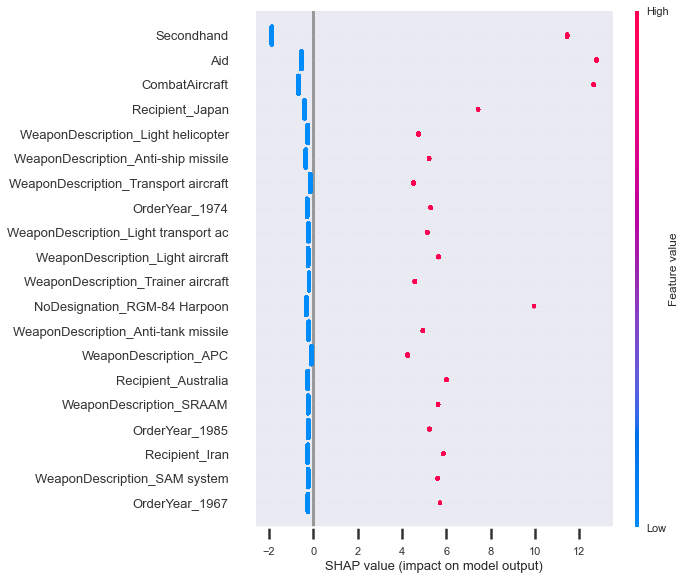 High
Secondhand
Aid
CombatAircraft
Recipient_Japan
WeaponDescription_Light helicopter
WeaponDescription_Anti-ship missile
WeaponDescription_Transport aircraft
OrderYear_1974
WeaponDescription_Light transport ac
WeaponDescription_Light aircraft
WeaponDescription_Trainer aircraft
NoDesignation_RGM-84 Harpoon
WeaponDescription_Anti-tank missile
WeaponDescription_APC
Recipient_Australia
WeaponDescription_SRAAM
OrderYear_1985
Recipient_Iran
WeaponDescription_SAM system
OrderYear_1967
Feature value
Low
−2 0 2 4 6 8 10 12
SHAP value (impact on model output)